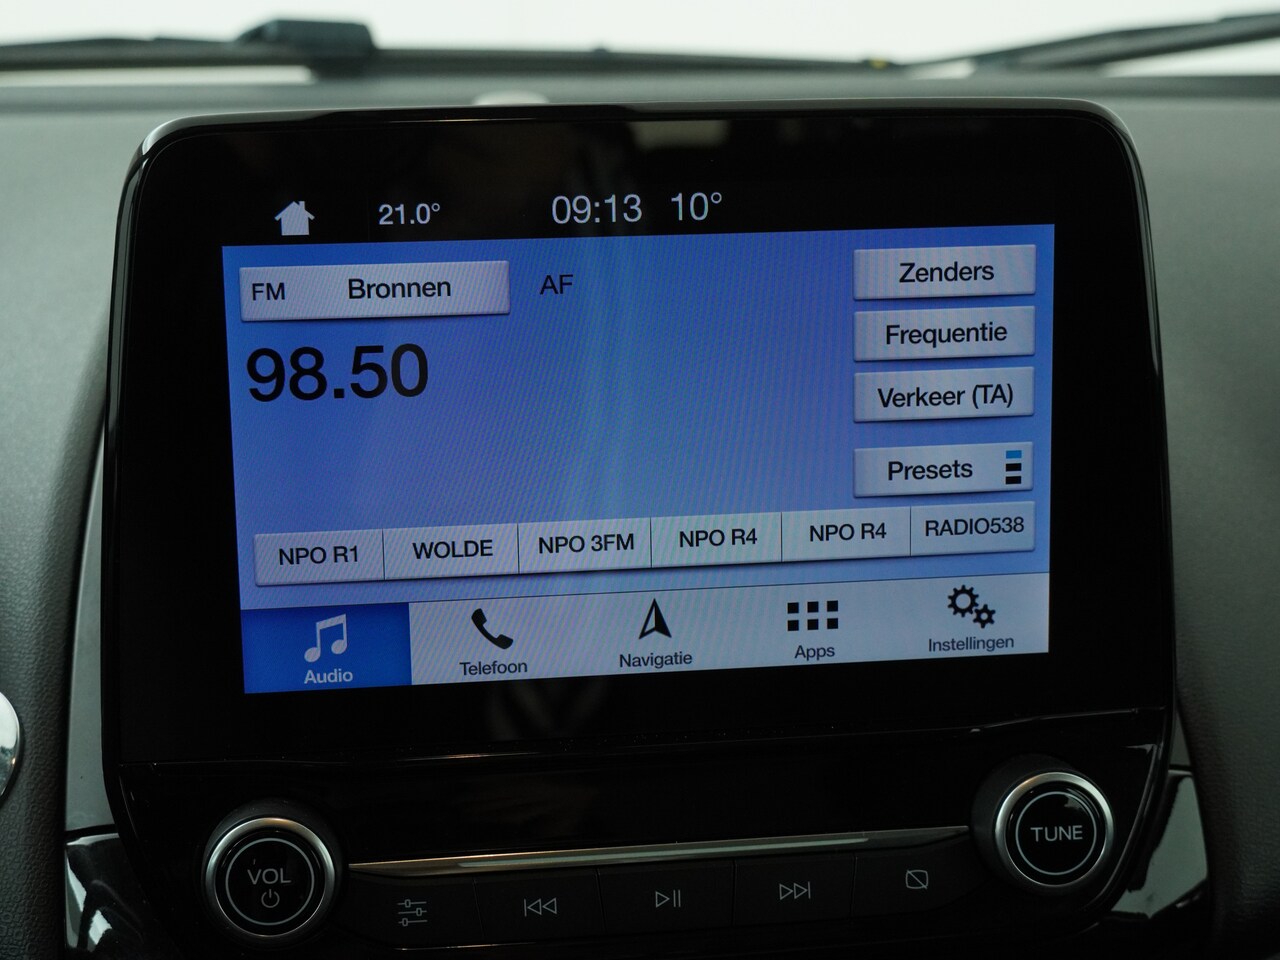 21.0° 09:13 10°
FM Bronnen AF Zenders
98.50 Frequentie
Verkeer (TA)
Presets
NPO R1 WOLDE NPO 3FM NPO R4 NPO R4 RADIO538
Audio Telefoon Navigatie Apps Instellingen
VOL TUNE